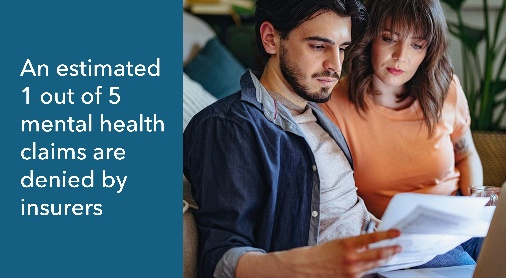 An estimated
1 out of 5
mental health
claims are
denied by
insurers